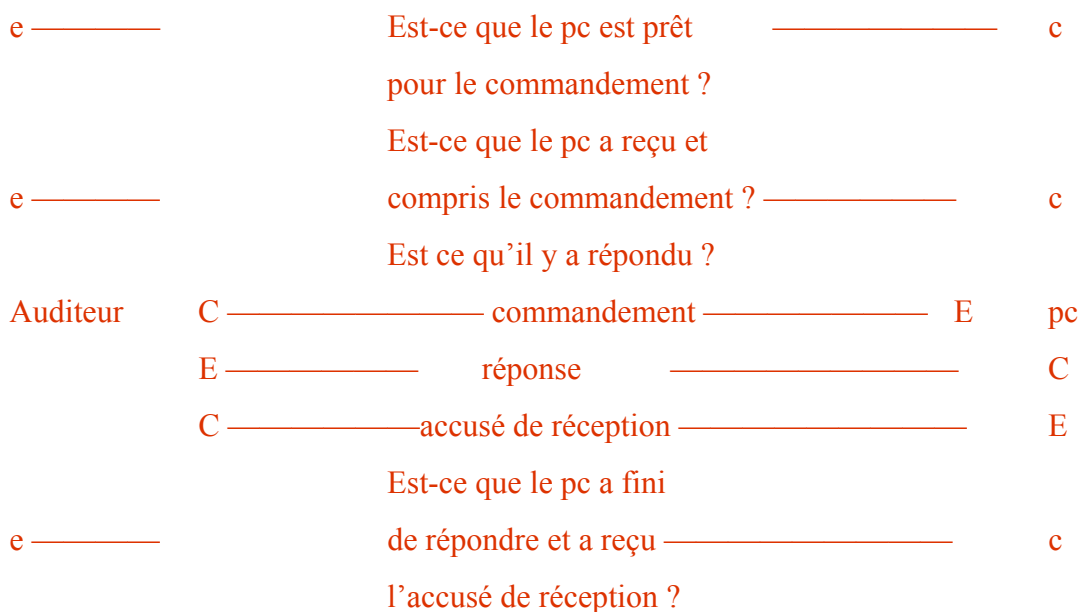 e ———— Est-ce que le pc est prêt ——————— c
pour le commandement ?
Est-ce que le pc a reçu et
e ———— compris le commandement ? —————— c
Est ce qu’il y a répondu ?
Auditeur C ———————— commandement ——————— E pc
E —————— réponse ————————— C
C ——————accusé de réception ————————— E
Est-ce que le pc a fini
e ———— de répondre et a reçu ————————— c
l’accusé de réception ?